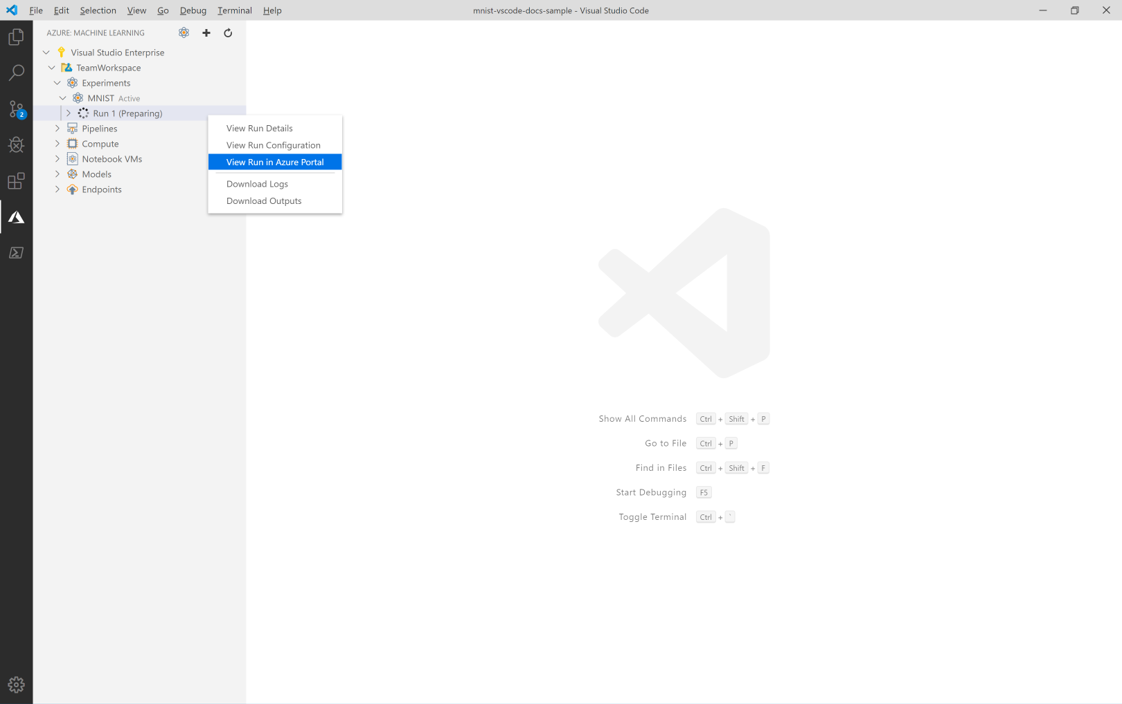 File Edit Selection View Go Debug Terminal Help
mnist-vscode-docs-sample - Visual Studio Code
AZURE: MACHINE LEARNING
Visual Studio Enterprise
TeamWorkspace
Experiments
MNIST Active
Run 1 (Preparing)
Pipelines
Compute
Notebook VMs
Models
Endpoints
2
View Run Details
View Run Configuration
View Run in Azure Portal
Download Logs
Download Outputs
Show All Commands Ctrl + Shift + P
Go to File Ctrl + P
Find in Files Ctrl + Shift + F
Start Debugging F5
Toggle Terminal Ctrl + `